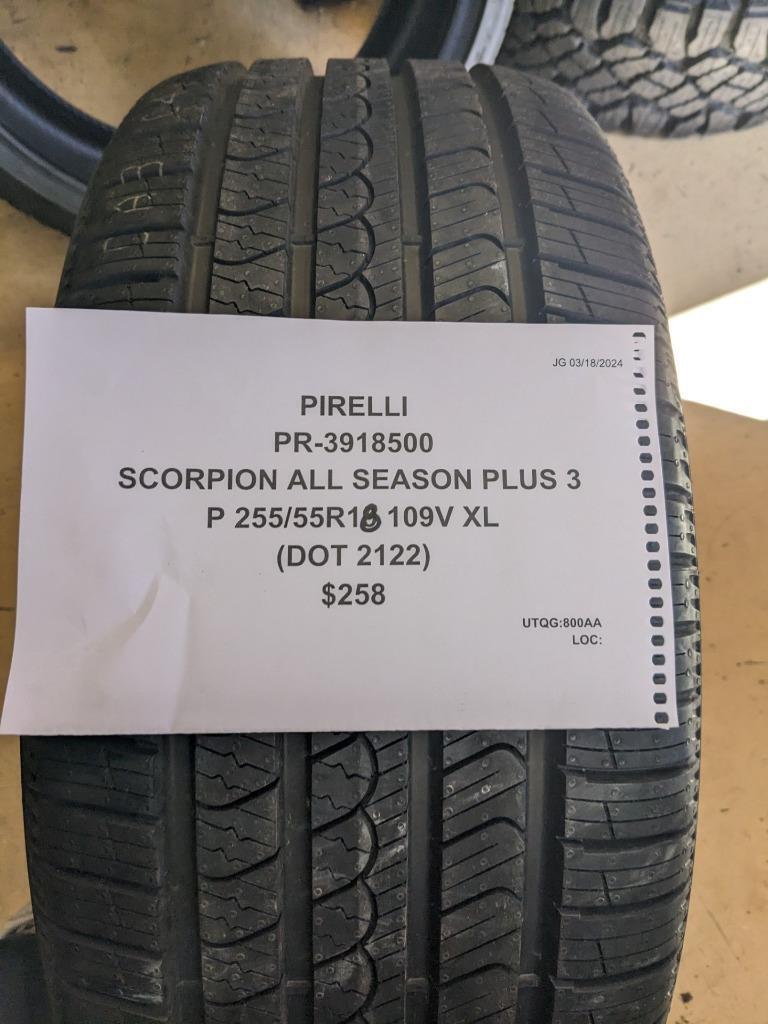 JG 03/18/2024
PIRELLI
PR-3918500
SCORPION ALL SEASON PLUS 3
P 255/55R18 109V XL
(DOT 2122)
$258
UTQG:800AA
LOC: